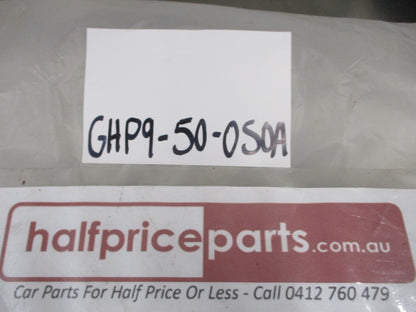 GHP9-50-0S0A
halfpriceparts.com.au
Car Parts For Half Price Or Less - Call 0412 760 479